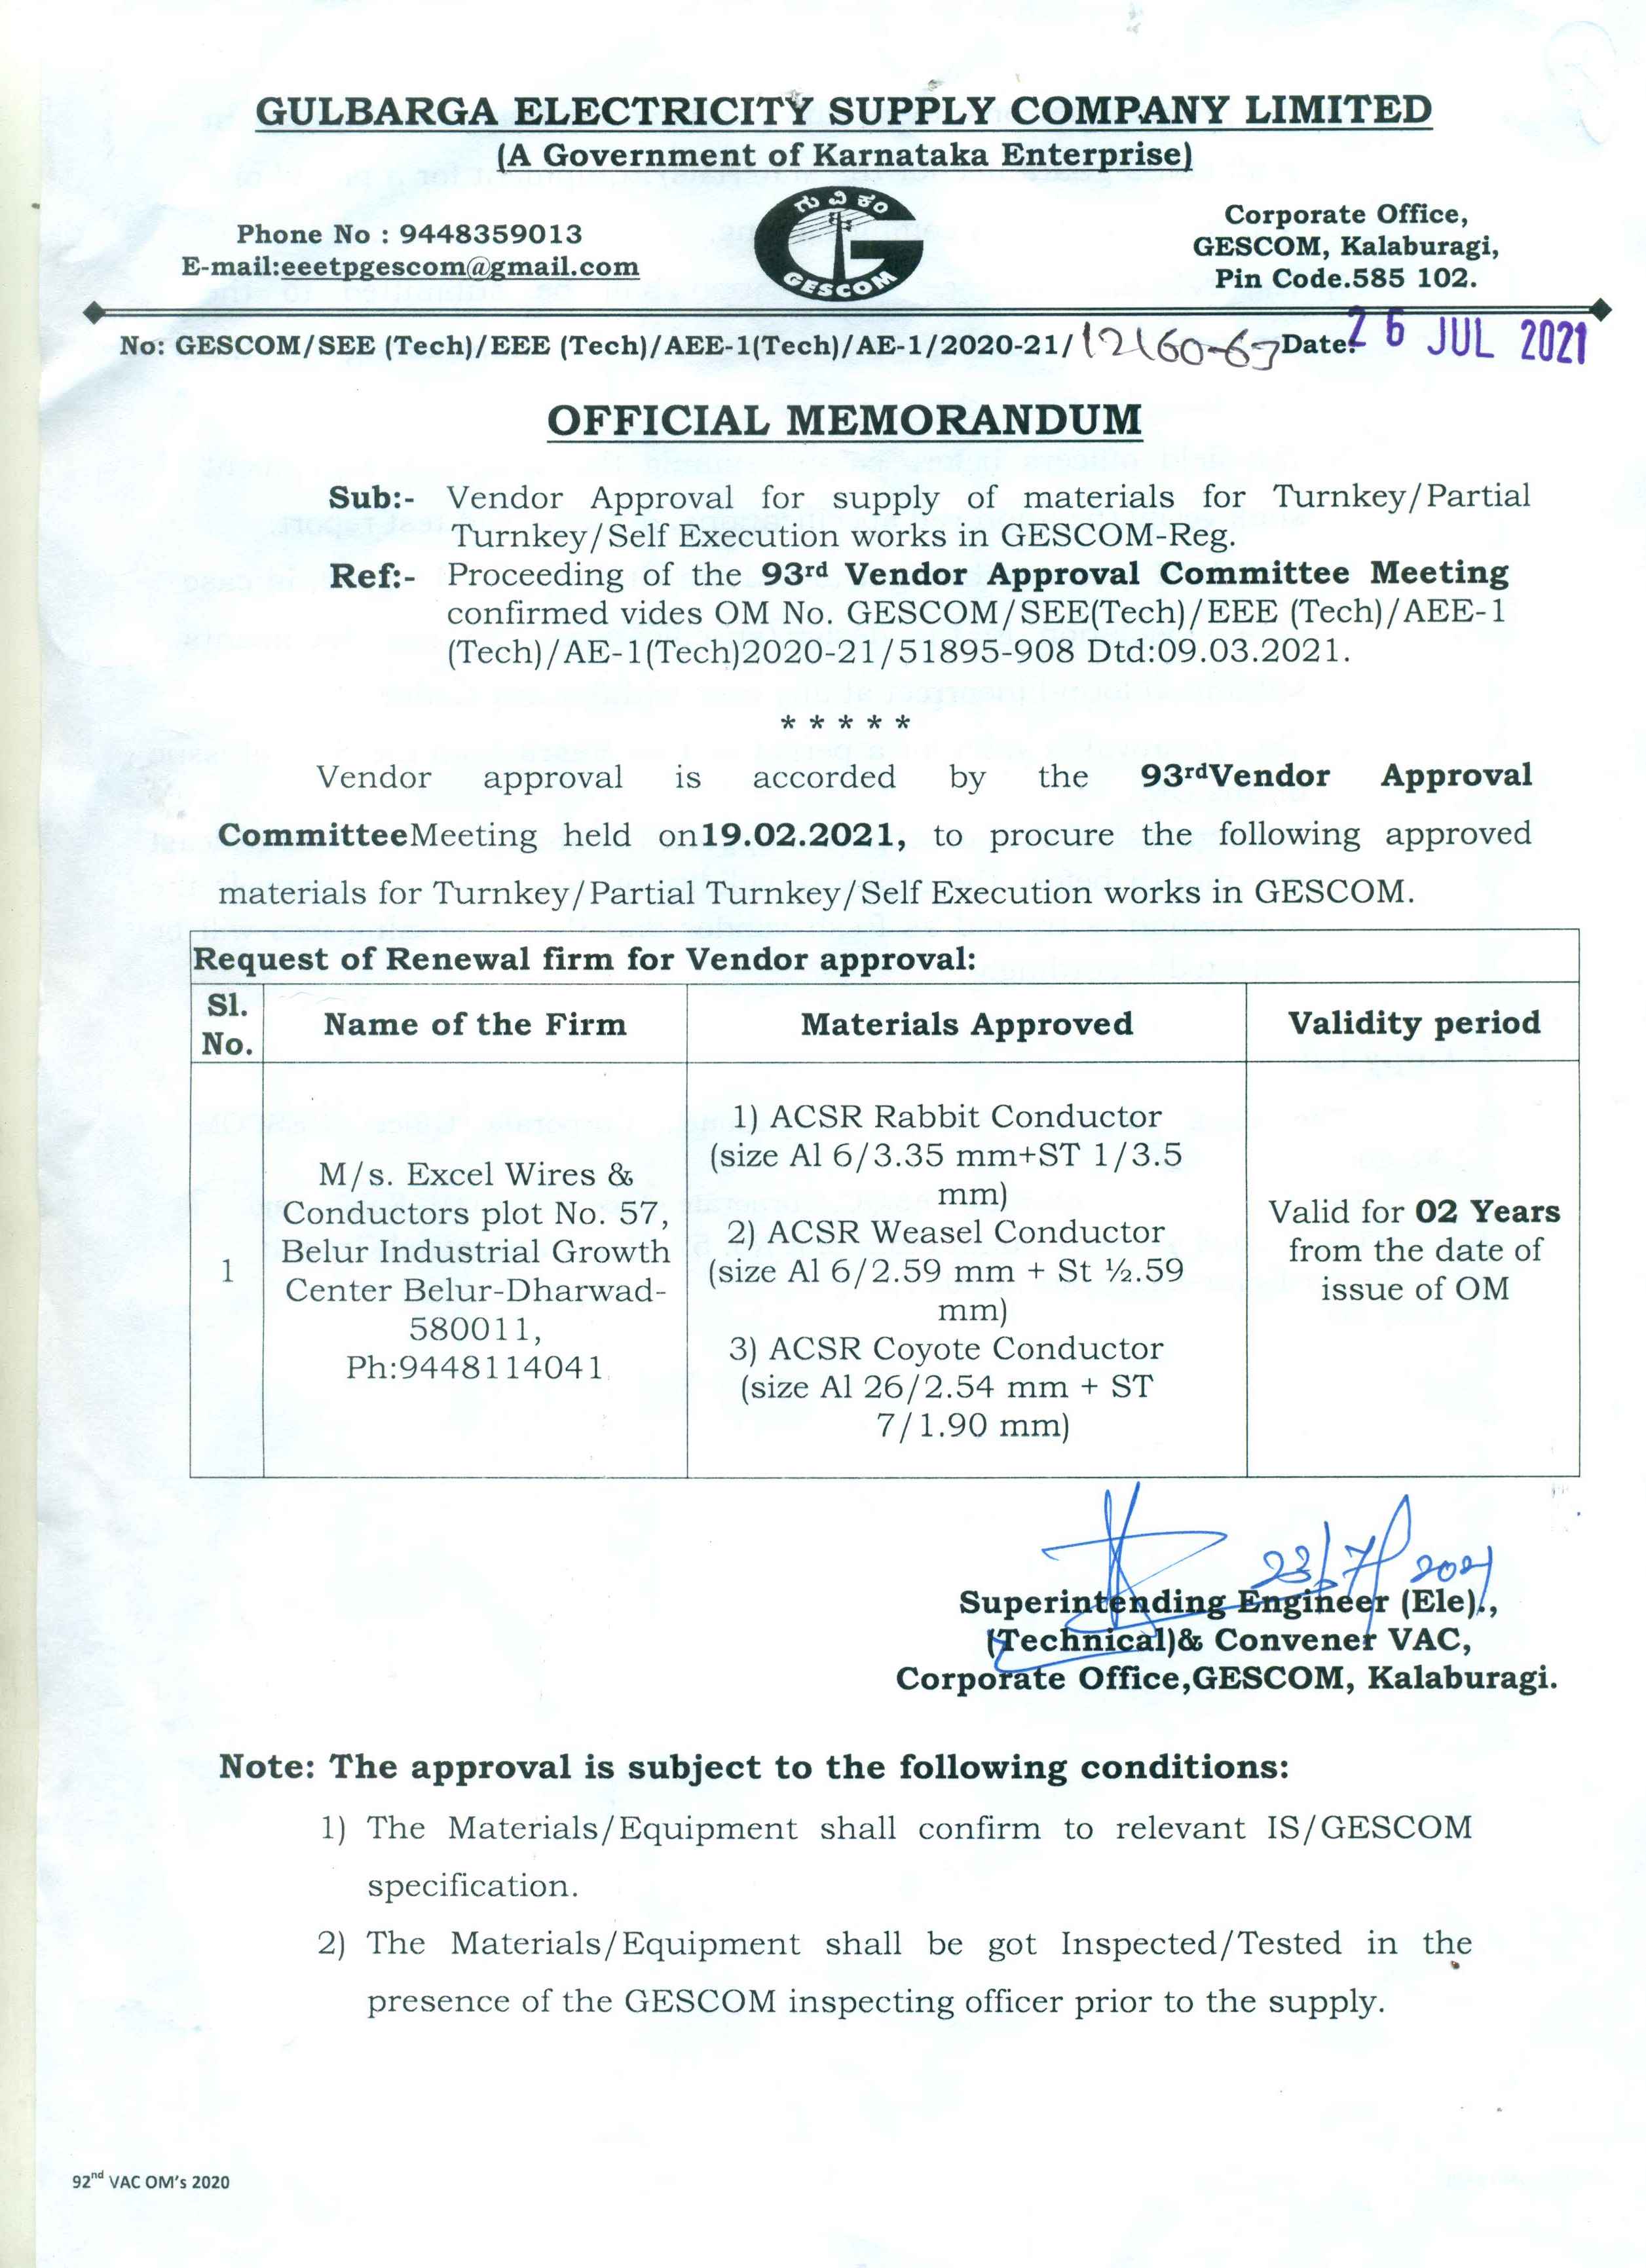 GULBARGA ELECTRICITY SUPPLY COMPANY LIMITED
(A Government of Karnataka Enterprise)
Phone No : 9448359013
E-mail:eeetpgescom@gmail.com
ಗು ವಿ ಕಂ
GESCOM
Corporate Office,
GESCOM, Kalaburagi,
Pin Code.585 102.
No: GESCOM/SEE (Tech)/EEE (Tech)/AEE-1(Tech)/AE-1/2020-21/ Date: 26 JUL 2021
OFFICIAL MEMORANDUM
Sub:- Vendor Approval for supply of materials for Turnkey/Partial
Turnkey/Self Execution works in GESCOM-Reg.
Ref:- Proceeding of the 93rd Vendor Approval Committee Meeting
confirmed vides OM No. GESCOM/SEE(Tech)/EEE (Tech)/AEE-1
(Tech)/AE-1(Tech)2020-21/51895-908 Dtd:09.03.2021.
* * * * *
Vendor approval is accorded by the 93rdVendor Approval
CommitteeMeeting held on19.02.2021, to procure the following approved
materials for Turnkey/Partial Turnkey/Self Execution works in GESCOM.
Request of Renewal firm for Vendor approval:
Sl.
No.
Name of the Firm
Materials Approved
Validity period
1
M/s. Excel Wires &
Conductors plot No. 57,
Belur Industrial Growth
Center Belur-Dharwad-
580011,
Ph:9448114041
1) ACSR Rabbit Conductor
(size Al 6/3.35 mm+ST 1/3.5
mm)
2) ACSR Weasel Conductor
(size Al 6/2.59 mm + St ½.59
mm)
3) ACSR Coyote Conductor
(size Al 26/2.54 mm + ST
7/1.90 mm)
Valid for 02 Years
from the date of
issue of OM
23/7/2021
Superintending Engineer (Ele).,
(Technical)& Convener VAC,
Corporate Office,GESCOM, Kalaburagi.
Note: The approval is subject to the following conditions:
1) The Materials/Equipment shall confirm to relevant IS/GESCOM
specification.
2) The Materials/Equipment shall be got Inspected/Tested in the
presence of the GESCOM inspecting officer prior to the supply.
92nd VAC OM's 2020